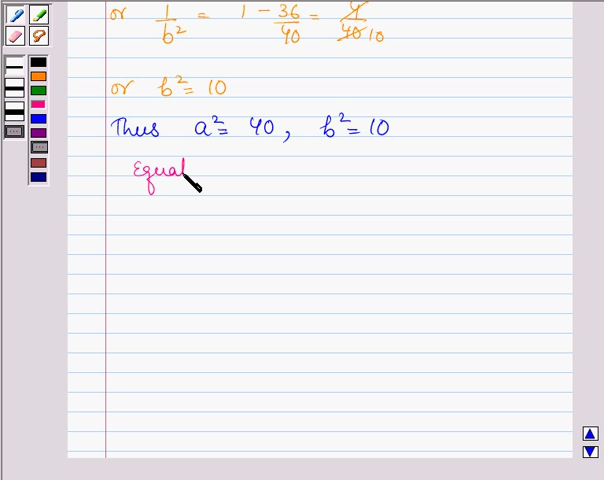 or 1/b² = 1 - 36/40 = 4/40 10
or b² = 10
Thus a² = 40, b² = 10
Equal